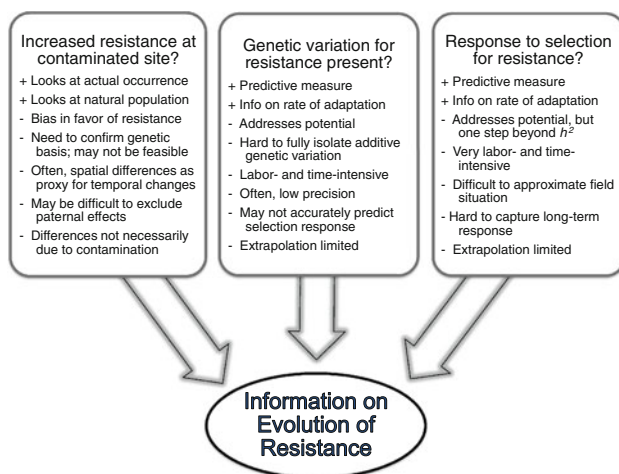 Increased resistance at
contaminated site?
+ Looks at actual occurrence
+ Looks at natural population
- Bias in favor of resistance
- Need to confirm genetic
basis; may not be feasible
- Often, spatial differences as
proxy for temporal changes
- May be difficult to exclude
paternal effects
- Differences not necessarily
due to contamination
Genetic variation for
resistance present?
+ Predictive measure
+ Info on rate of adaptation
- Addresses potential
- Hard to fully isolate additive
genetic variation
- Labor- and time-intensive
- Often, low precision
- May not accurately predict
selection response
- Extrapolation limited
Response to selection
for resistance?
+ Predictive measure
+ Info on rate of adaptation
- Addresses potential, but
one step beyond h²
- Very labor- and time-
intensive
- Difficult to approximate field
situation
- Hard to capture long-term
response
- Extrapolation limited
Information on
Evolution of
Resistance